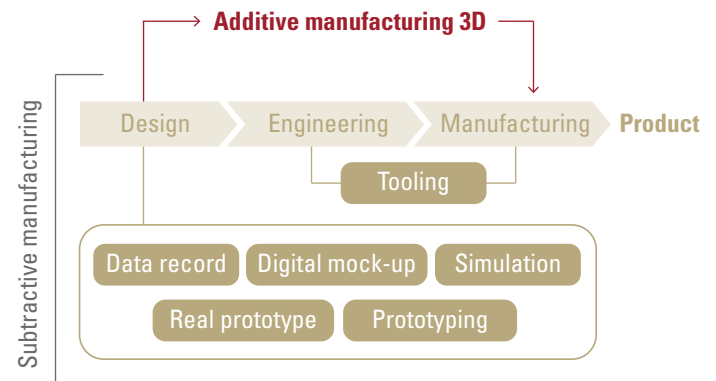 Additive manufacturing 3D
Subtractive manufacturing
Design
Engineering
Manufacturing
Product
Tooling
Data record
Digital mock-up
Simulation
Real prototype
Prototyping